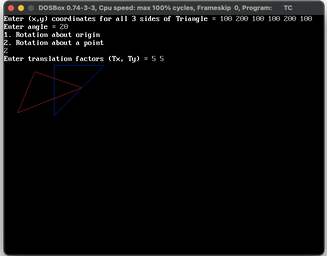 DOSBox 0.74-3-3, Cpu speed: max 100% cycles, Frameskip 0, Program: TC
Enter (x,y) coordinates for all 3 sides of Triangle = 100 200 100 100 200 100
Enter angle = 20
1. Rotation about origin
2. Rotation about a point
2
Enter translation factors (Tx, Ty) = 5 5